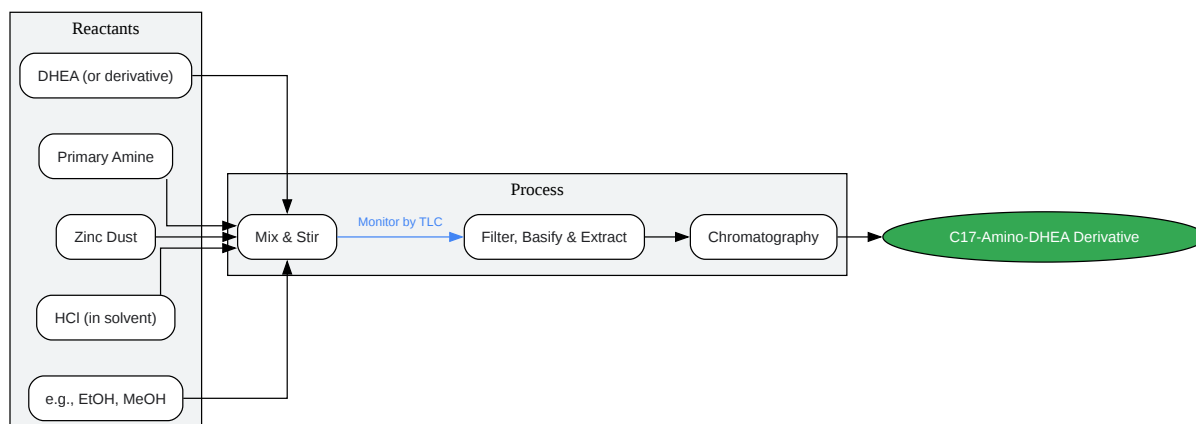 Reactants
DHEA (or derivative)
Primary Amine
Zinc Dust
HCl (in solvent)
e.g., EtOH, MeOH
Process
Mix & Stir
Monitor by TLC
Filter, Basify & Extract
Chromatography
C17-Amino-DHEA Derivative